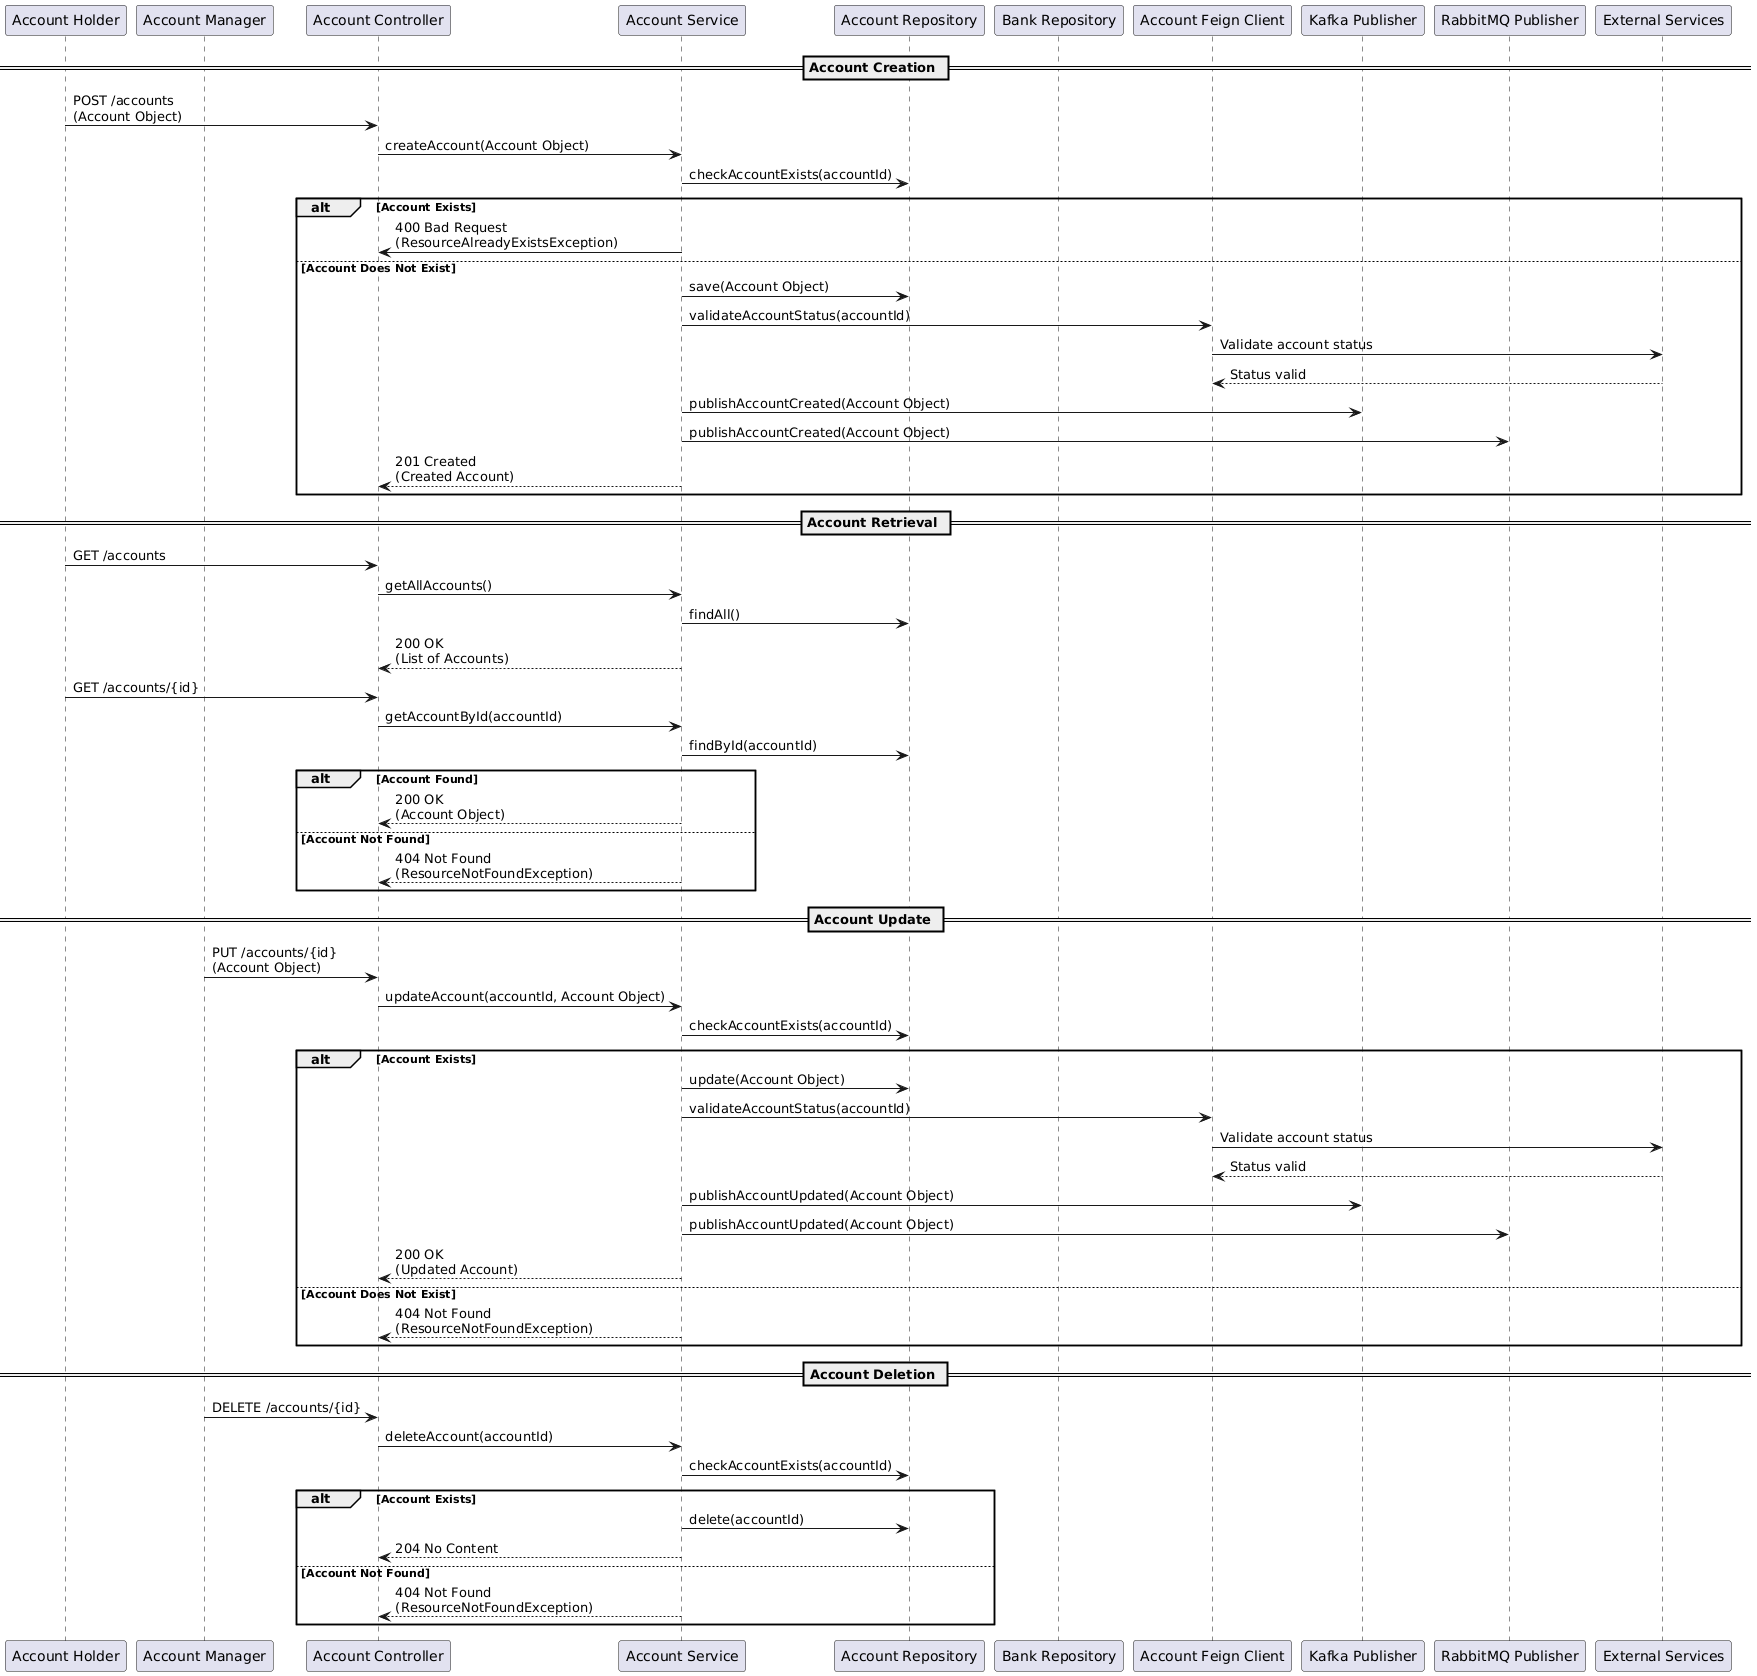 Account Holder
Account Manager
Account Controller
Account Service
Account Repository
Bank Repository
Account Feign Client
Kafka Publisher
RabbitMQ Publisher
External Services
Account Creation
POST /accounts
(Account Object)
createAccount(Account Object)
checkAccountExists(accountId)
alt
[Account Exists]
400 Bad Request
(ResourceAlreadyExistsException)
[Account Does Not Exist]
save(Account Object)
validateAccountStatus(accountId)
Validate account status
Status valid
publishAccountCreated(Account Object)
publishAccountCreated(Account Object)
201 Created
(Created Account)
Account Retrieval
GET /accounts
getAllAccounts()
findAll()
200 OK
(List of Accounts)
GET /accounts/{id}
getAccountById(accountId)
findById(accountId)
alt
[Account Found]
200 OK
(Account Object)
[Account Not Found]
404 Not Found
(ResourceNotFoundException)
Account Update
PUT /accounts/{id}
(Account Object)
updateAccount(accountId, Account Object)
checkAccountExists(accountId)
alt
[Account Exists]
update(Account Object)
validateAccountStatus(accountId)
Validate account status
Status valid
publishAccountUpdated(Account Object)
publishAccountUpdated(Account Object)
200 OK
(Updated Account)
[Account Does Not Exist]
404 Not Found
(ResourceNotFoundException)
Account Deletion
DELETE /accounts/{id}
deleteAccount(accountId)
checkAccountExists(accountId)
alt
[Account Exists]
delete(accountId)
204 No Content
[Account Not Found]
404 Not Found
(ResourceNotFoundException)
Account Holder
Account Manager
Account Controller
Account Service
Account Repository
Bank Repository
Account Feign Client
Kafka Publisher
RabbitMQ Publisher
External Services